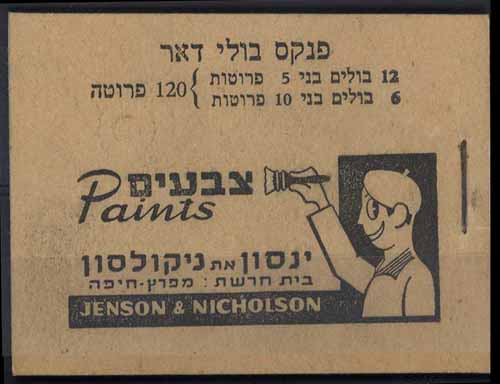 פנקס בולי דאר
12 בולים בני 5 פרוטות
6 בולים בני 10 פרוטות
} 120 פרוטה
צבעים
Paints
ינסון את ניקולסון
בית חרשת: מפרץ-חיפה
JENSON & NICHOLSON